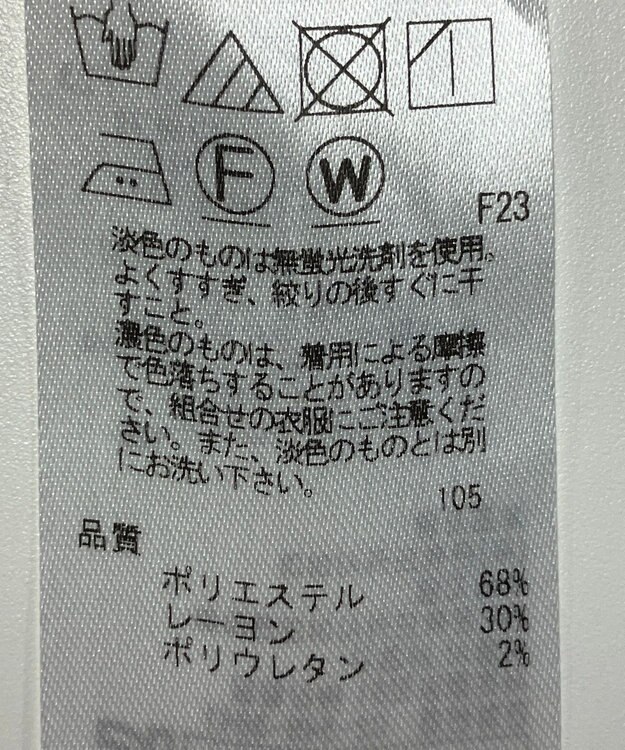 F W
F23
淡色のものは無蛍光洗剤を使用。
よくすすぎ、絞りの後すぐに干
すこと。
濃色のものは、着用による摩擦
で色落ちすることがありますの
で、組合せの衣服にご注意くだ
さい。また、淡色のものとは別
にお洗い下さい。
105
品質
ポリエステル 68%
レーヨン 30%
ポリウレタン 2%